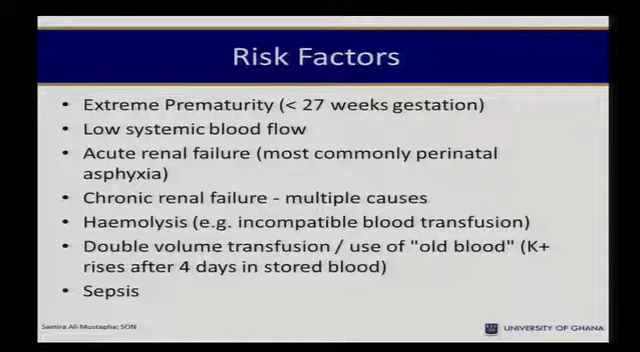 Risk Factors
• Extreme Prematurity (< 27 weeks gestation)
• Low systemic blood flow
• Acute renal failure (most commonly perinatal
asphyxia)
• Chronic renal failure - multiple causes
• Haemolysis (e.g. incompatible blood transfusion)
• Double volume transfusion / use of "old blood" (K+
rises after 4 days in stored blood)
• Sepsis
Samira Ali Mustapha: SON
UNIVERSITY OF GHANA